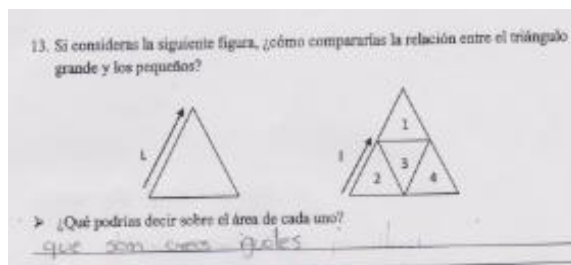 13. Si consideras la siguiente figura, ¿cómo compararías la relación entre el triángulo
grande y los pequeños?
L
l
1
2
3
4
➤ ¿Qué podrías decir sobre el área de cada uno?
que son iguales